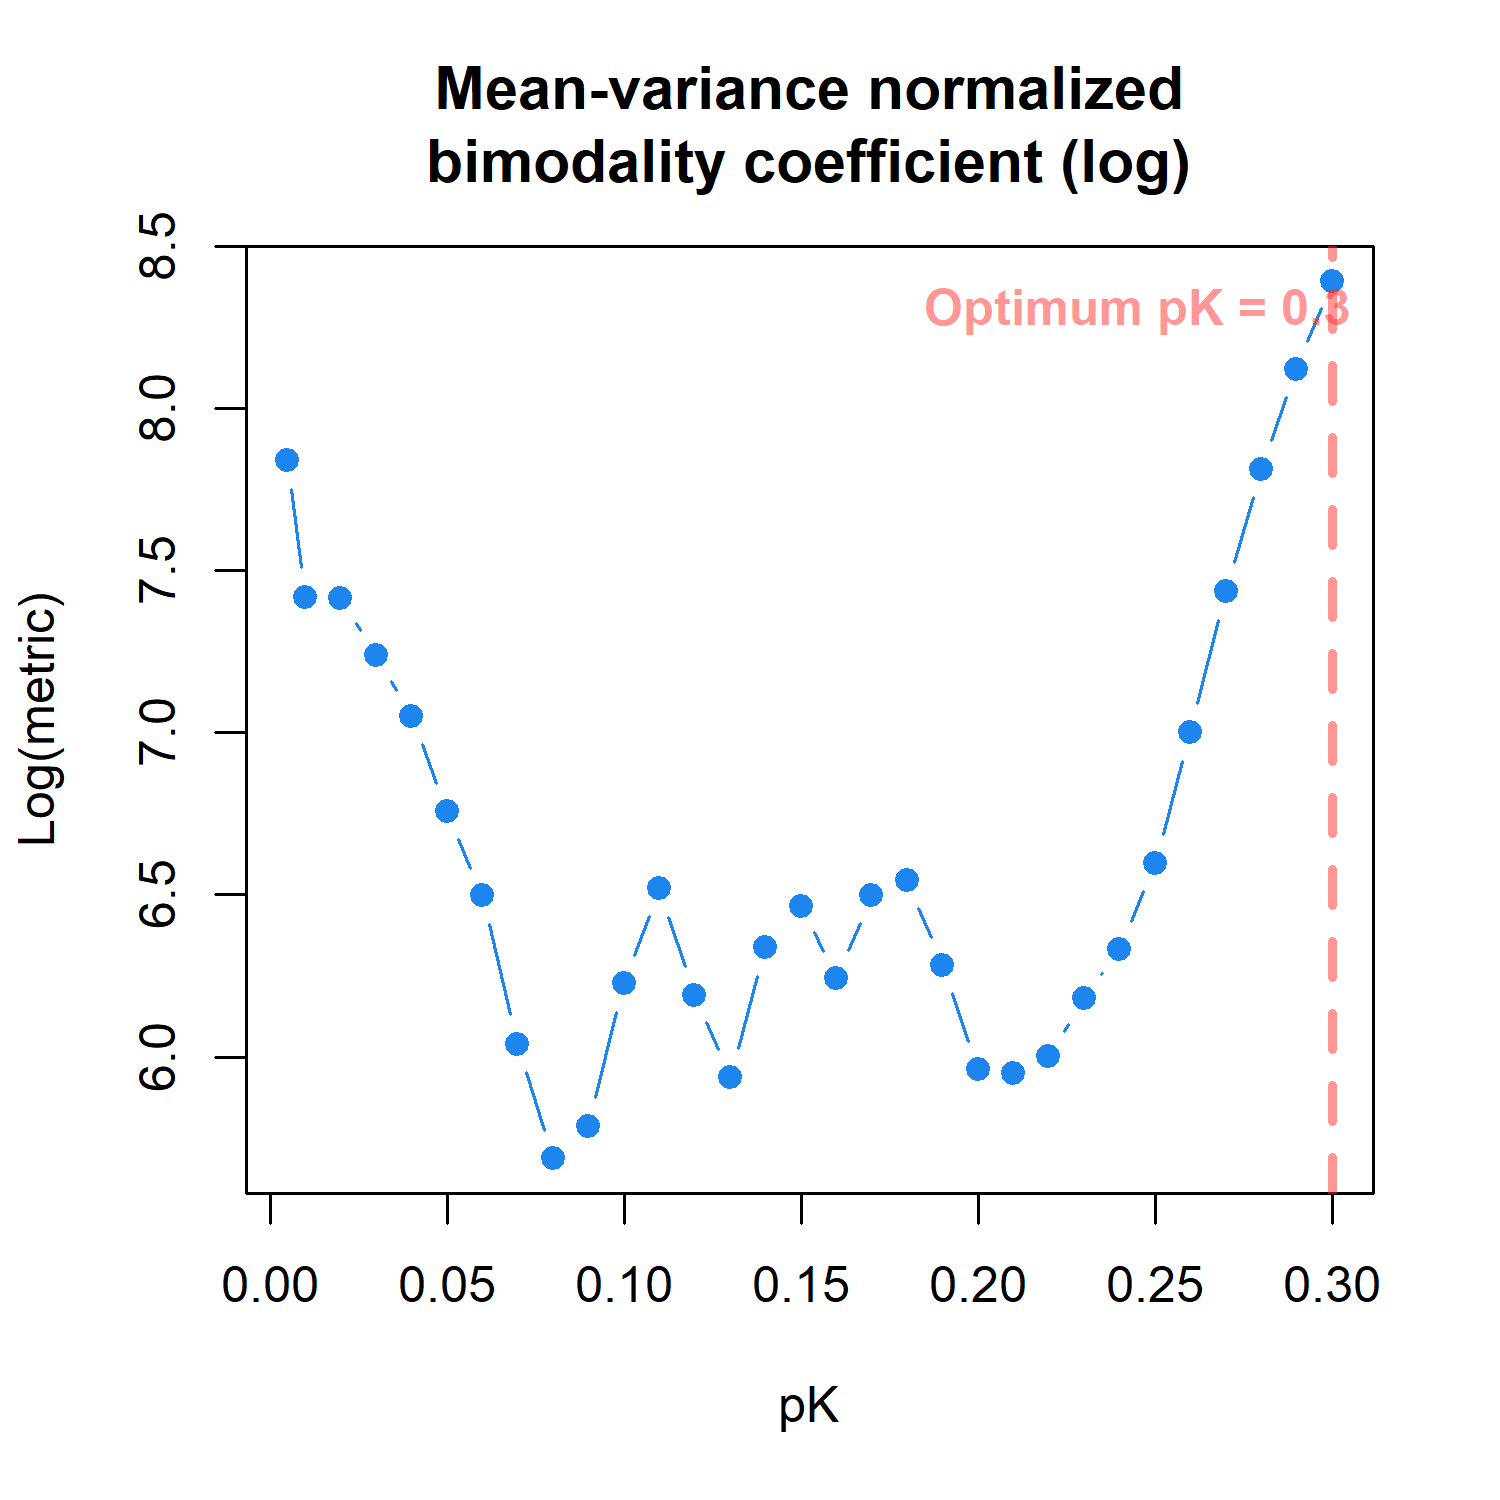 Mean-variance normalized
bimodality coefficient (log)
Optimum pK = 0.3
Log(metric)
8.5
8.0
7.5
7.0
6.5
6.0
0.00 0.05 0.10 0.15 0.20 0.25 0.30
pK